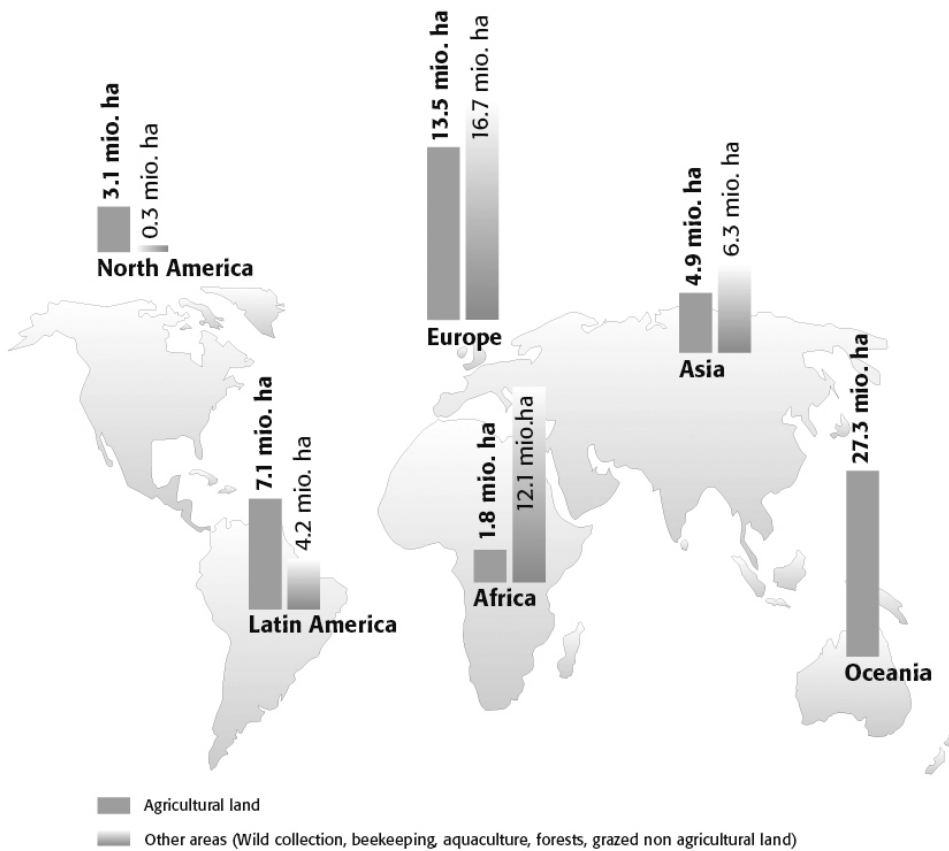 3.1 mio. ha
0.3 mio. ha
North America
13.5 mio. ha
16.7 mio. ha
Europe
4.9 mio. ha
6.3 mio. ha
Asia
7.1 mio. ha
4.2 mio. ha
Latin America
1.8 mio. ha
12.1 mio.ha
Africa
27.3 mio. ha
Oceania
Agricultural land
Other areas (Wild collection, beekeeping, aquaculture, forests, grazed non agricultural land)